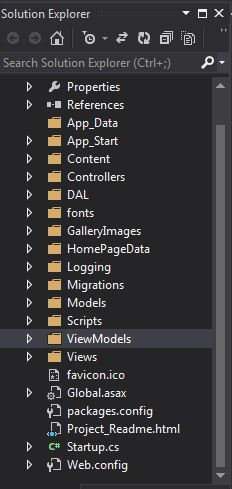 Solution Explorer
Search Solution Explorer (Ctrl+;)
Properties
References
App_Data
App_Start
Content
Controllers
DAL
fonts
GalleryImages
HomePageData
Logging
Migrations
Models
Scripts
ViewModels
Views
favicon.ico
Global.asax
packages.config
Project_Readme.html
C# Startup.cs
Web.config